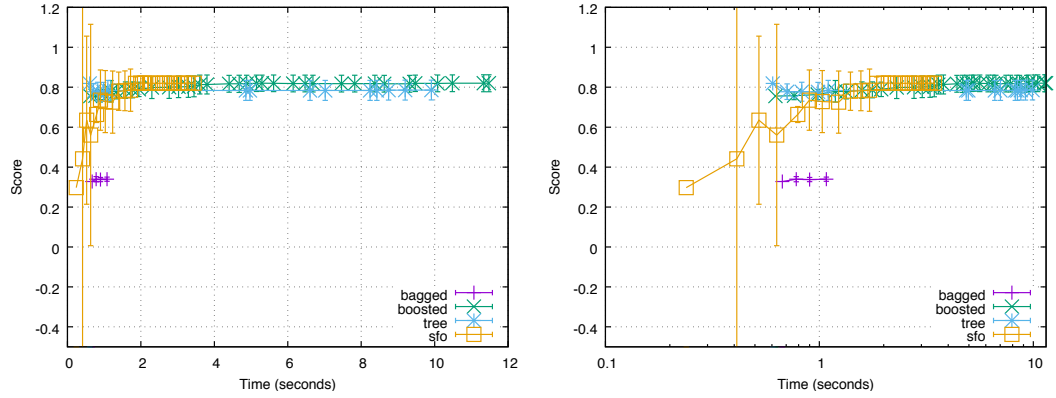 1.2
1
0.8
0.6
0.4
0.2
0
-0.2
-0.4
Score
0 2 4 6 8 10 12
Time (seconds)
bagged
boosted
tree
sfo
1.2
1
0.8
0.6
0.4
0.2
0
-0.2
-0.4
Score
0.1 1 10
Time (seconds)
bagged
boosted
tree
sfo